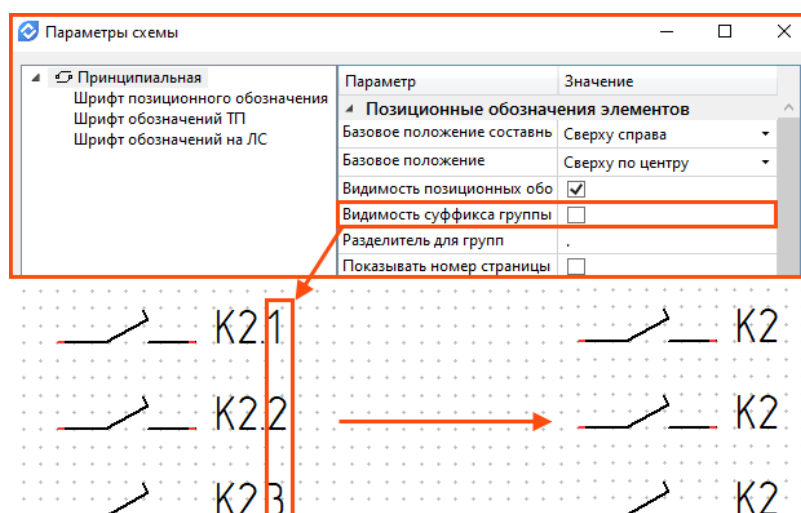 Параметры схемы
Принципиальная
Шрифт позиционного обозначения
Шрифт обозначений ТП
Шрифт обозначений на ЛС
Параметр Значение
Позиционные обозначения элементов
Базовое положение составнь Сверху справа
Базовое положение Сверху по центру
Видимость позиционных обо
Видимость суффикса группы
Разделитель для групп .
Показывать номер страницы
K2.1 K2
K2.2 K2
K2.3 K2